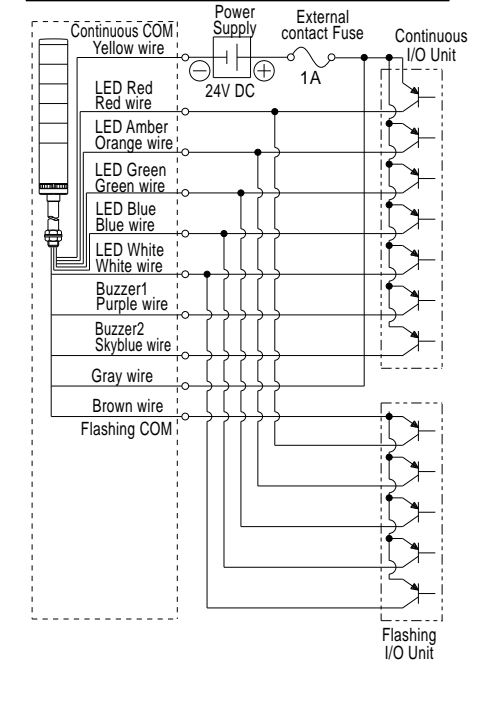 Continuous COM
Yellow wire
Power
Supply
24V DC
External
contact Fuse
1A
Continuous
I/O Unit
LED Red
Red wire
LED Amber
Orange wire
LED Green
Green wire
LED Blue
Blue wire
LED White
White wire
Buzzer1
Purple wire
Buzzer2
Skyblue wire
Gray wire
Brown wire
Flashing COM
Flashing
I/O Unit